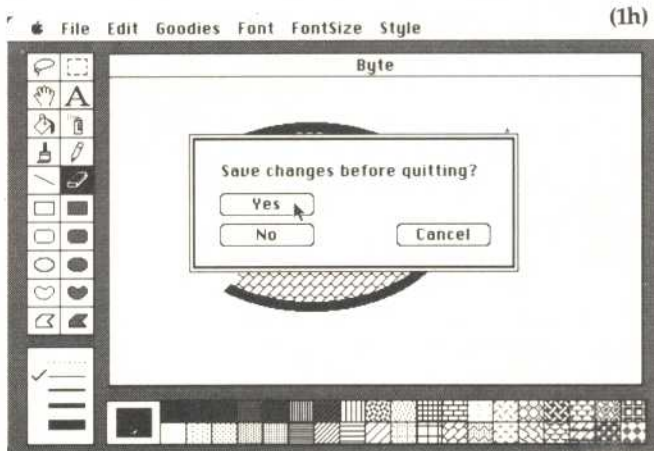 (1h)
File Edit Goodies Font FontSize Style
Byte
A
Save changes before quitting?
Yes
No Cancel